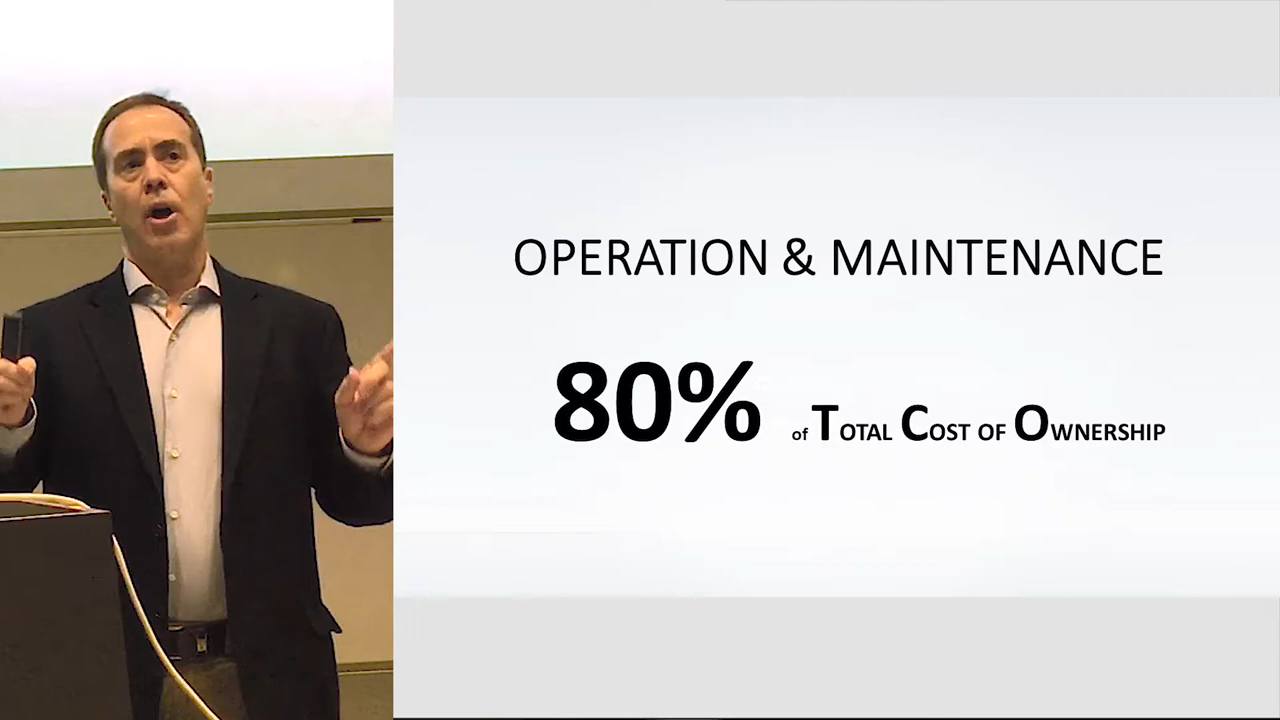 OPERATION & MAINTENANCE
80% of TOTAL COST OF OWNERSHIP